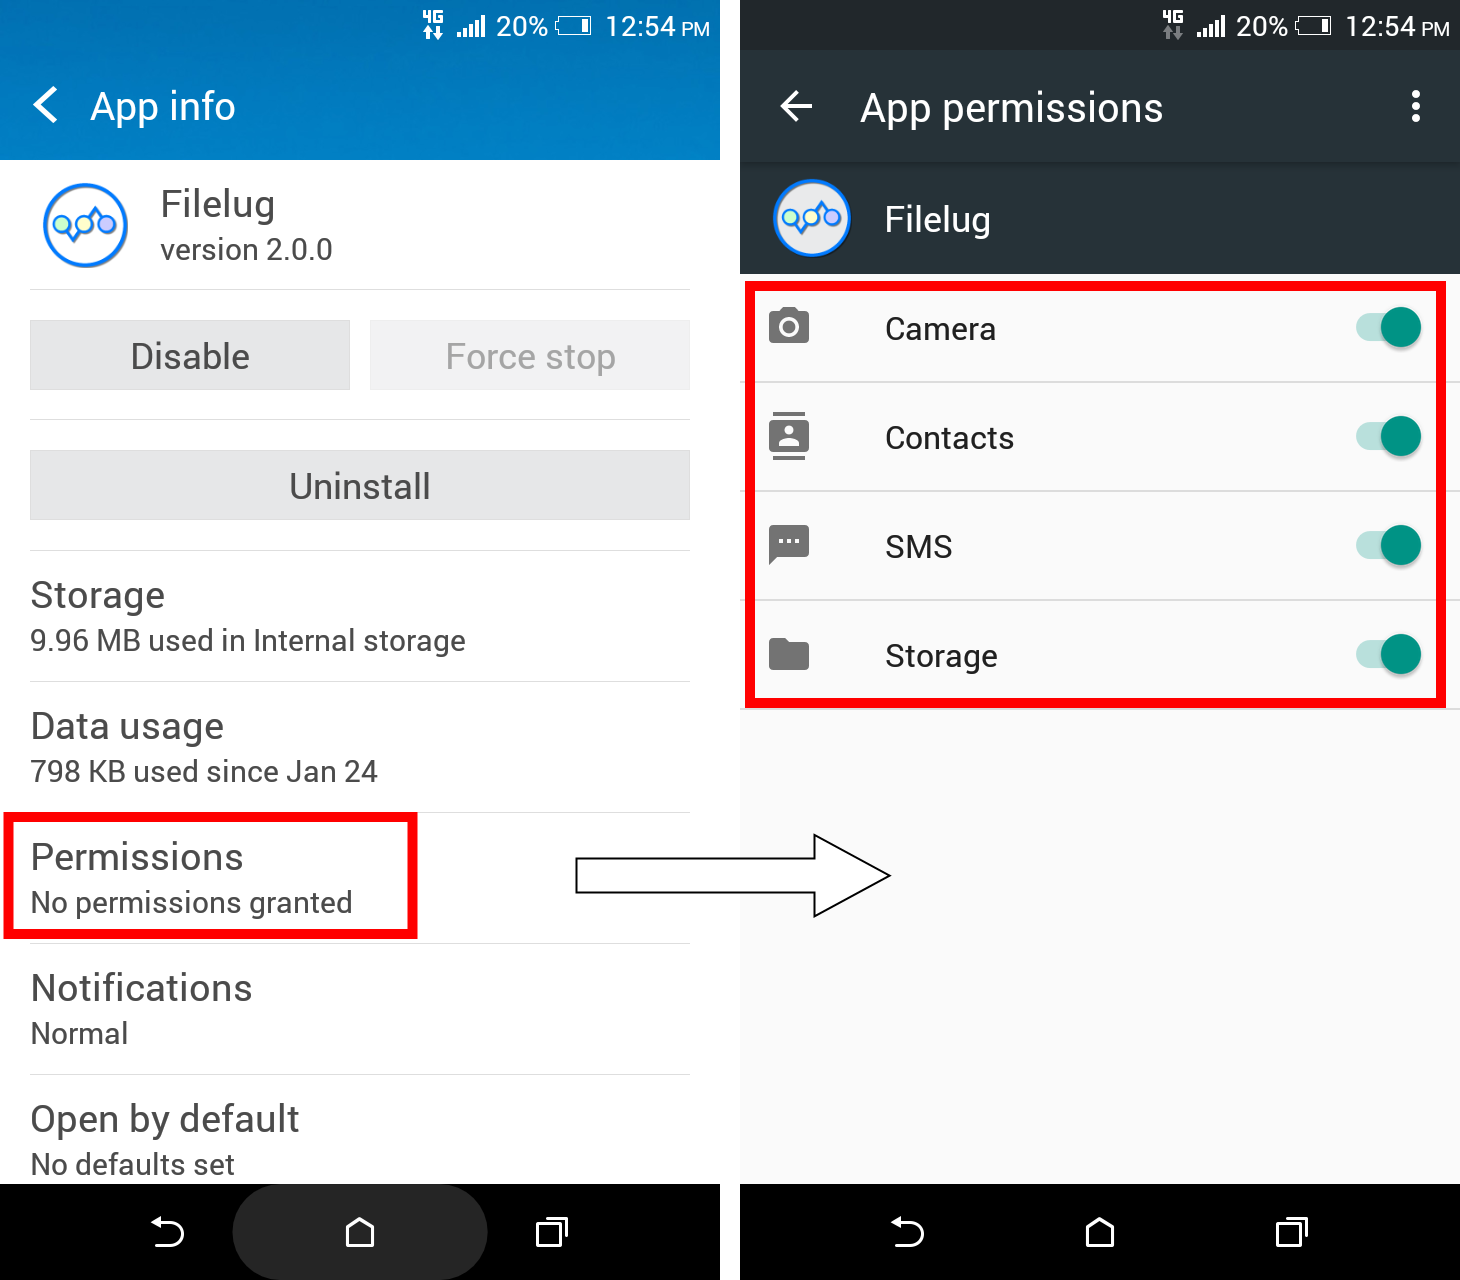 4G 20% 12:54 PM
App info
Filelug
version 2.0.0
Disable
Force stop
Uninstall
Storage
9.96 MB used in Internal storage
Data usage
798 KB used since Jan 24
Permissions
No permissions granted
Notifications
Normal
Open by default
No defaults set
4G 20% 12:54 PM
App permissions
Filelug
Camera
Contacts
SMS
Storage